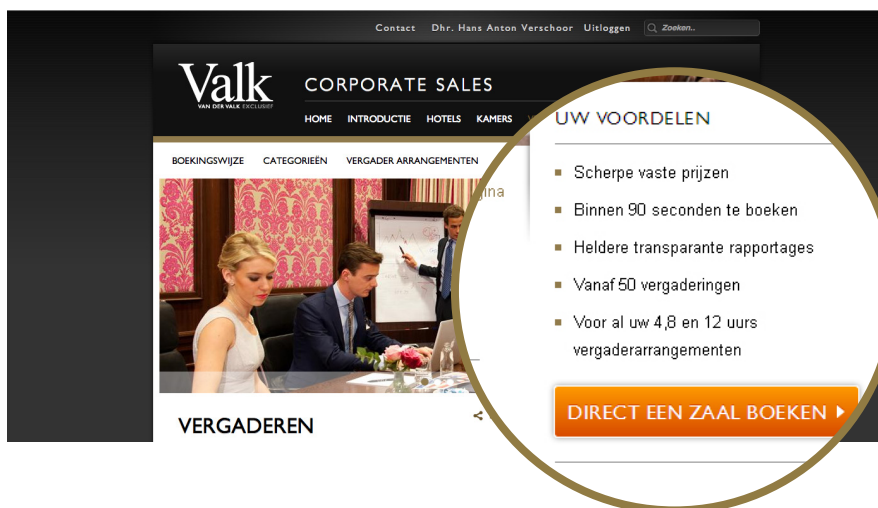 Contact Dhr. Hans Anton Verschoor Uitloggen Zoeken..
Valk
VAN DER VALK EXCLUSIEF
CORPORATE SALES
HOME INTRODUCTIE HOTELS KAMERS
BOEKINGSWIJZE CATEGORIEËN VERGADER ARRANGEMENTEN
gina
VERGADEREN
UW VOORDELEN
Scherpe vaste prijzen
Binnen 90 seconden te boeken
Heldere transparante rapportages
Vanaf 50 vergaderingen
Voor al uw 4,8 en 12 uurs
vergaderarrangementen
DIRECT EEN ZAAL BOEKEN